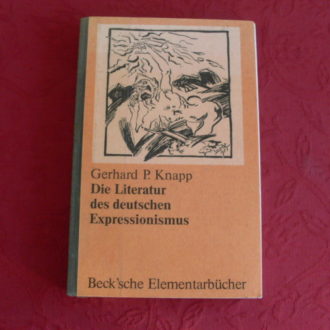 Gerhard P. Knapp
Die Literatur
des deutschen
Expressionismus
Beck'sche Elementarbücher